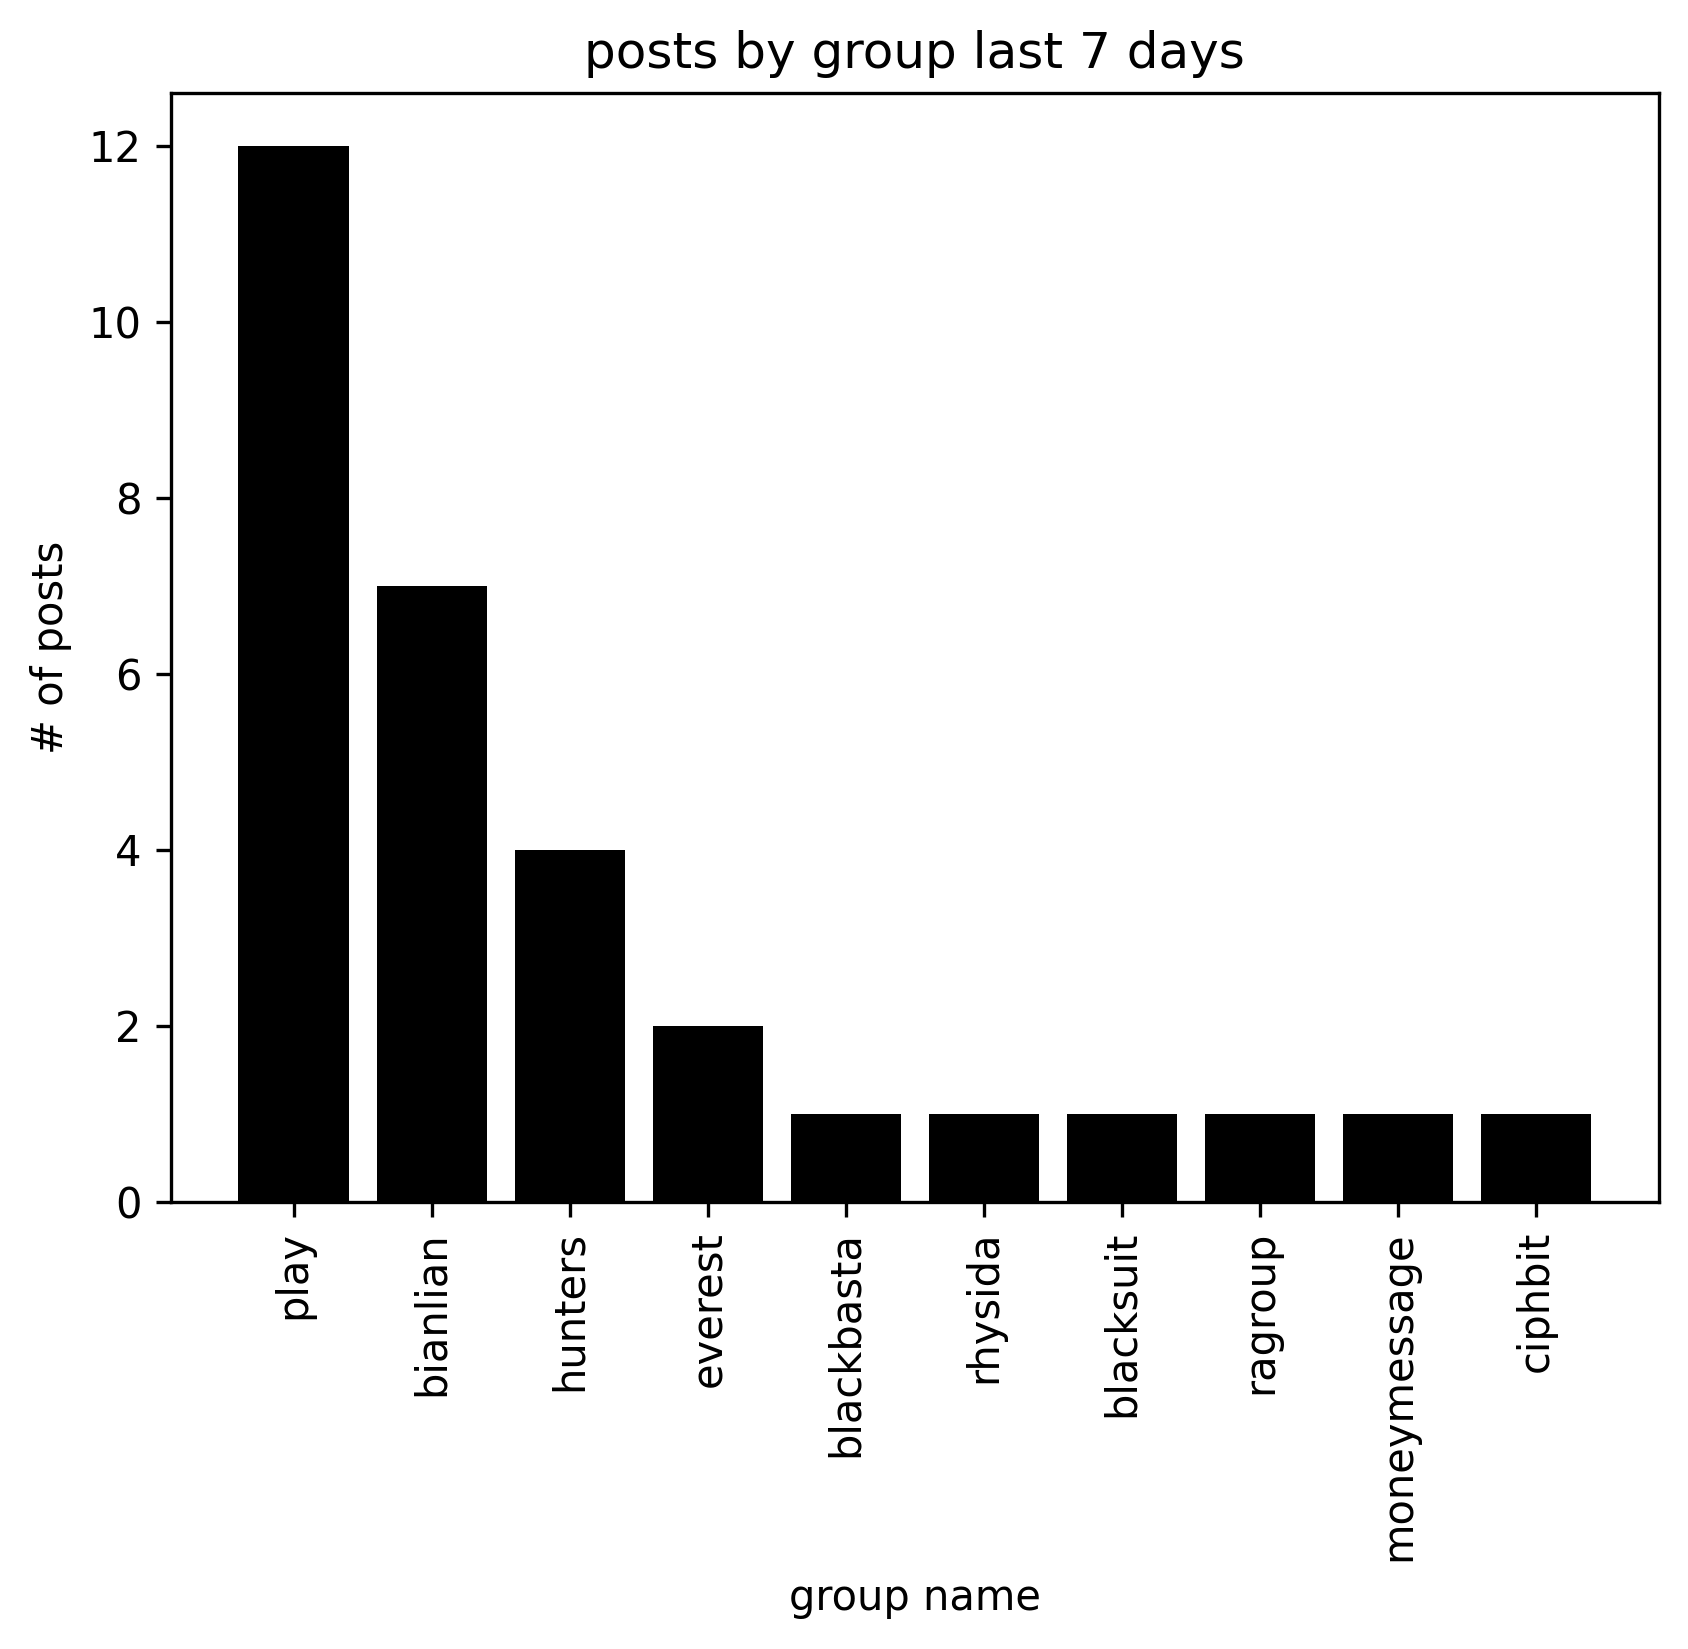 posts by group last 7 days
12
10
8
6
4
2
0
# of posts
play
bianlian
hunters
everest
blackbasta
rhysida
blacksuit
ragroup
moneymessage
ciphbit
group name